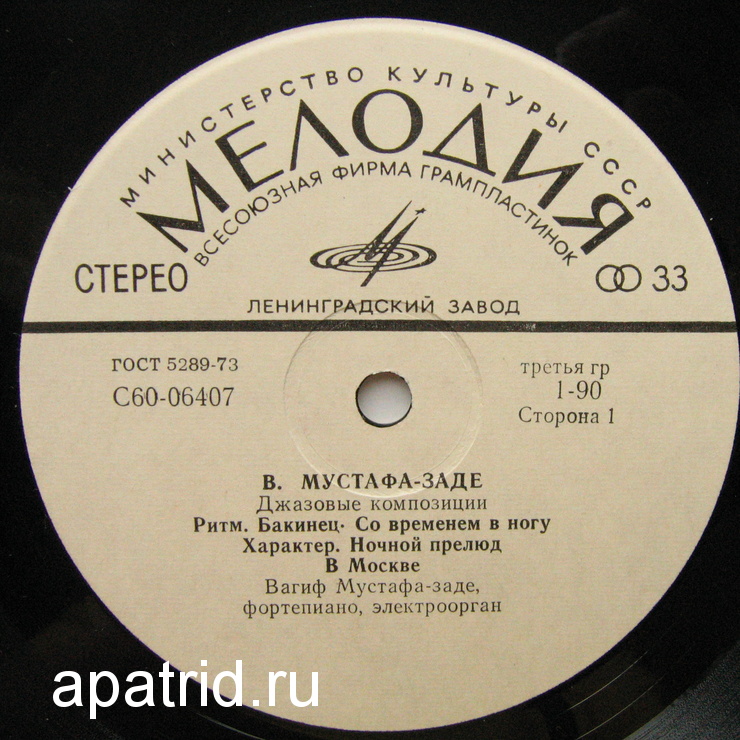 МИНИСТЕРСТВО КУЛЬТУРЫ СССР
МЕЛОДИЯ
ВСЕСОЮЗНАЯ ФИРМА ГРАМПЛАСТИНОК
СТЕРЕО
33
ЛЕНИНГРАДСКИЙ ЗАВОД
ГОСТ 5289-73
С60-06407
третья гр
1-90
Сторона 1
В. МУСТАФА-ЗАДЕ
Джазовые композиции
Ритм. Бакинец. Со временем в ногу
Характер. Ночной прелюд
В Москве
Вагиф Мустафа-заде,
фортепиано, электроорган
apatrid.ru